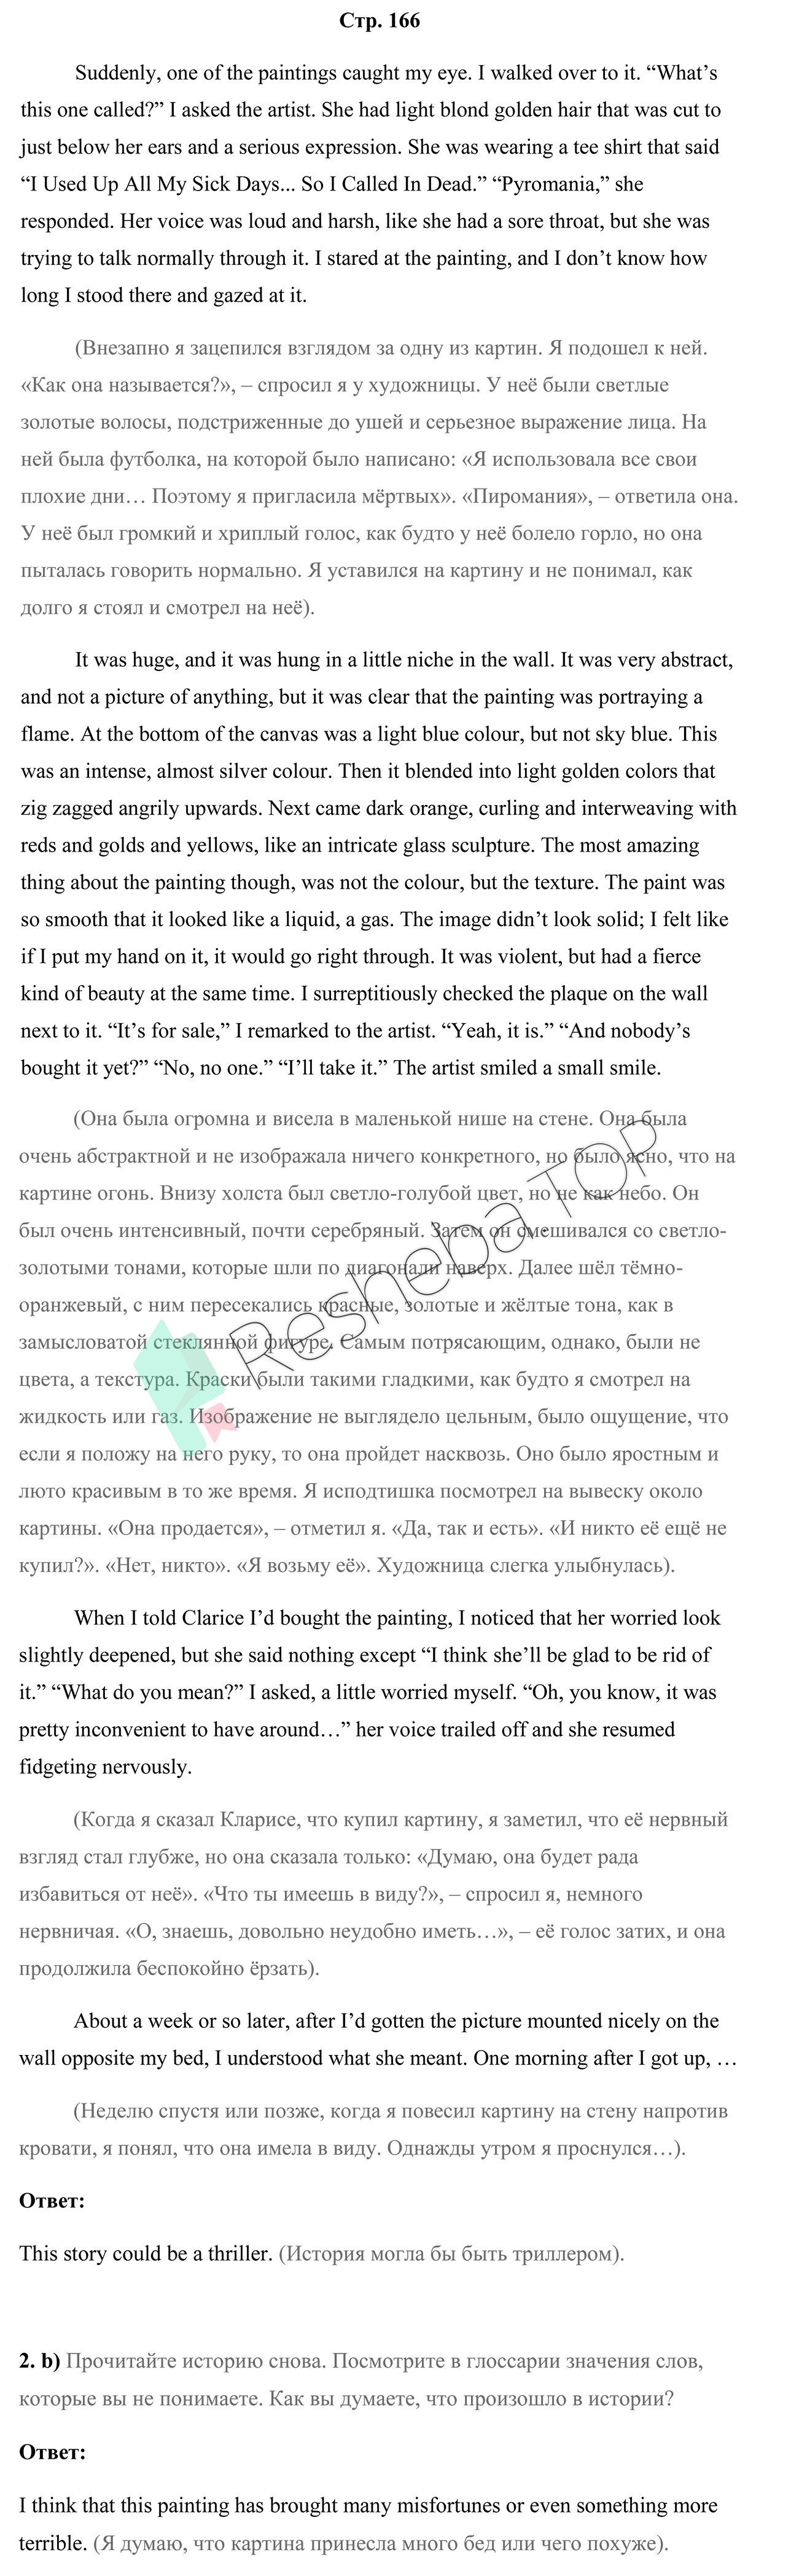 Стр. 166
Suddenly, one of the paintings caught my eye. I walked over to it. “What’s
this one called?” I asked the artist. She had light blond golden hair that was cut to
just below her ears and a serious expression. She was wearing a tee shirt that said
“I Used Up All My Sick Days... So I Called In Dead.” “Pyromania,” she
responded. Her voice was loud and harsh, like she had a sore throat, but she was
trying to talk normally through it. I stared at the painting, and I don’t know how
long I stood there and gazed at it.
(Внезапно я зацепился взглядом за одну из картин. Я подошел к ней.
«Как она называется?», – спросил я у художницы. У неё были светлые
золотые волосы, подстриженные до ушей и серьезное выражение лица. На
ней была футболка, на которой было написано: «Я использовала все свои
плохие дни… Поэтому я пригласила мёртвых». «Пиромания», – ответила она.
У неё был громкий и хриплый голос, как будто у неё болело горло, но она
пыталась говорить нормально. Я уставился на картину и не понимал, как
долго я стоял и смотрел на неё).
It was huge, and it was hung in a little niche in the wall. It was very abstract,
and not a picture of anything, but it was clear that the painting was portraying a
flame. At the bottom of the canvas was a light blue colour, but not sky blue. This
was an intense, almost silver colour. Then it blended into light golden colors that
zig zagged angrily upwards. Next came dark orange, curling and interweaving with
reds and golds and yellows, like an intricate glass sculpture. The most amazing
thing about the painting though, was not the colour, but the texture. The paint was
so smooth that it looked like a liquid, a gas. The image didn’t look solid; I felt like
if I put my hand on it, it would go right through. It was violent, but had a fierce
kind of beauty at the same time. I surreptitiously checked the plaque on the wall
next to it. “It’s for sale,” I remarked to the artist. “Yeah, it is.” “And nobody’s
bought it yet?” “No, no one.” “I’ll take it.” The artist smiled a small smile.
(Она была огромна и висела в маленькой нише на стене. Она была
очень абстрактной и не изображала ничего конкретного, но было ясно, что на
картине огонь. Внизу холста был светло-голубой цвет, но не как небо. Он
был очень интенсивный, почти серебряный. Затем он смешивался со светло-
золотыми тонами, которые шли по диагонали наверх. Далее шёл тёмно-
оранжевый, с ним пересекались красные, золотые и жёлтые тона, как в
замысловатой стеклянной фигуре. Самым потрясающим, однако, были не
цвета, а текстура. Краски были такими гладкими, как будто я смотрел на
жидкость или газ. Изображение не выглядело цельным, было ощущение, что
если я положу на него руку, то она пройдет насквозь. Оно было яростным и
люто красивым в то же время. Я исподтишка посмотрел на вывеску около
картины. «Она продается», – отметил я. «Да, так и есть». «И никто её ещё не
купил?». «Нет, никто». «Я возьму её». Художница слегка улыбнулась).
Resheba TOP
When I told Clarice I’d bought the painting, I noticed that her worried look
slightly deepened, but she said nothing except “I think she’ll be glad to be rid of
it.” “What do you mean?” I asked, a little worried myself. “Oh, you know, it was
pretty inconvenient to have around…” her voice trailed off and she resumed
fidgeting nervously.
(Когда я сказал Кларисе, что купил картину, я заметил, что её нервный
взгляд стал глубже, но она сказала только: «Думаю, она будет рада
избавиться от неё». «Что ты имеешь в виду?», – спросил я, немного
нервничая. «О, знаешь, довольно неудобно иметь…», – её голос затих, и она
продолжила беспокойно ёрзать).
About a week or so later, after I’d gotten the picture mounted nicely on the
wall opposite my bed, I understood what she meant. One morning after I got up, …
(Неделю спустя или позже, когда я повесил картину на стену напротив
кровати, я понял, что она имела в виду. Однажды утром я проснулся…).
Ответ:
This story could be a thriller. (История могла бы быть триллером).
2. b) Прочитайте историю снова. Посмотрите в глоссарии значения слов,
которые вы не понимаете. Как вы думаете, что произошло в истории?
Ответ:
I think that this painting has brought many misfortunes or even something more
terrible. (Я думаю, что картина принесла много бед или чего похуже).